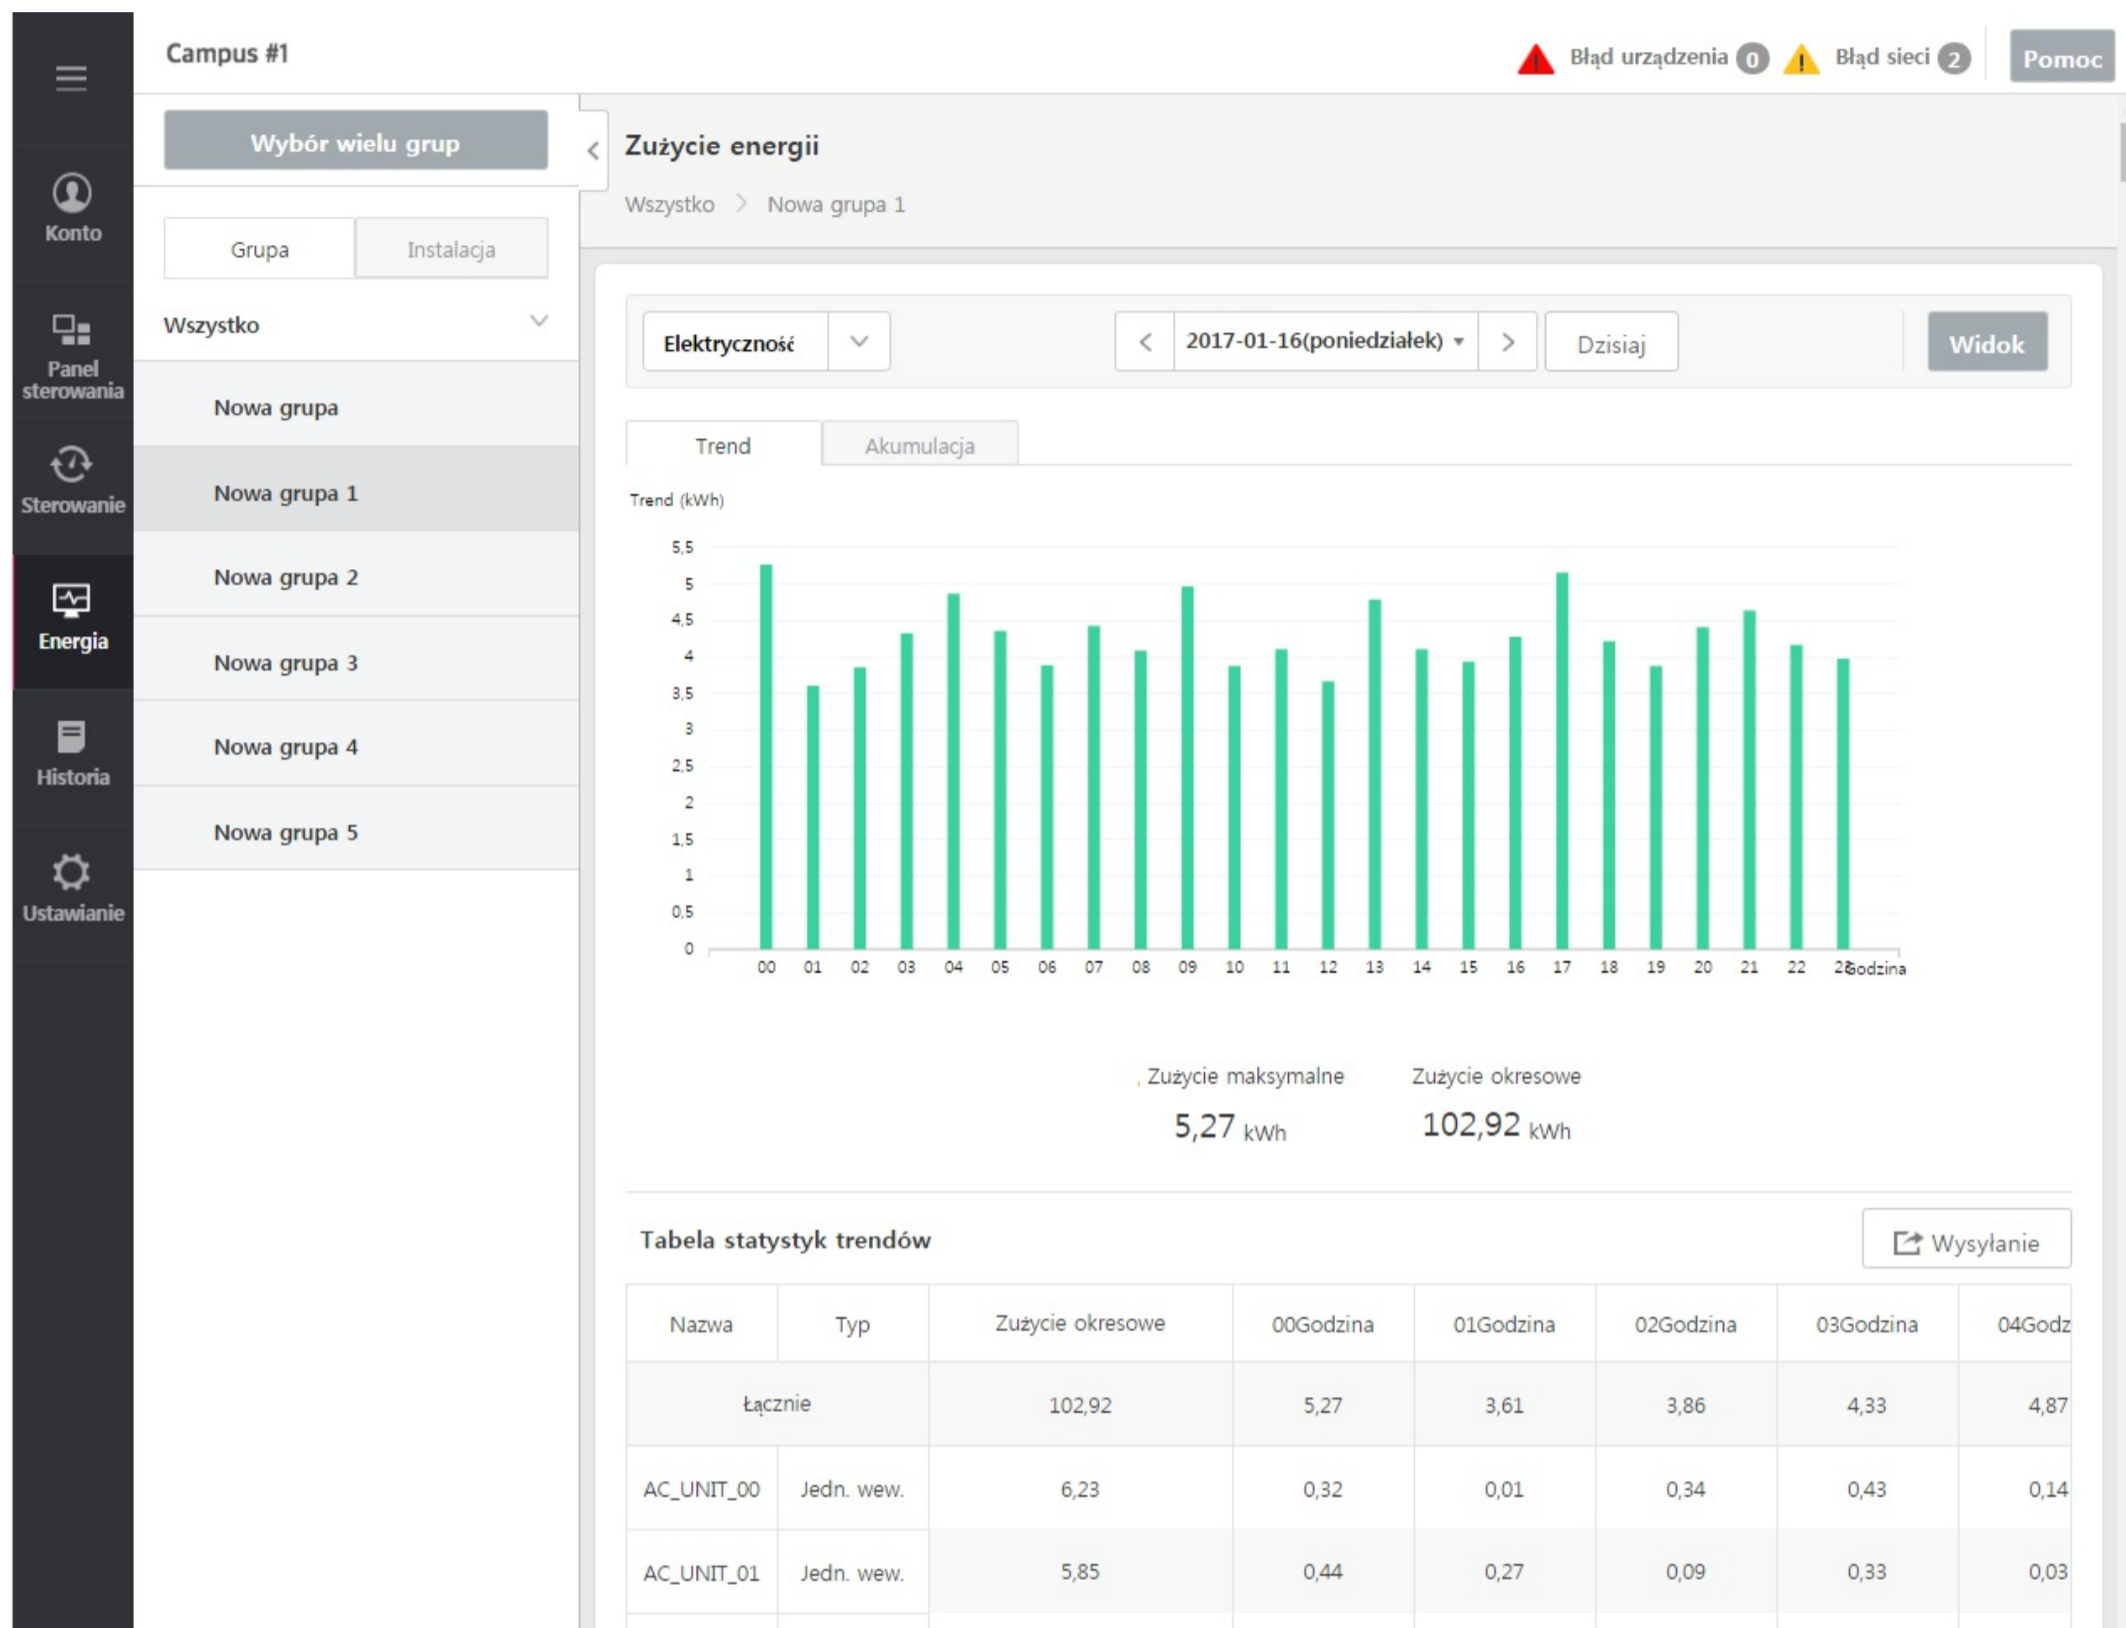 Campus #1
Błąd urządzenia 0 Błąd sieci 2 Pomoc
Konto
Panel
sterowania
Sterowanie
Energia
Historia
Ustawianie
Wybór wielu grup
Grupa Instalacja
Wszystko
Nowa grupa
Nowa grupa 1
Nowa grupa 2
Nowa grupa 3
Nowa grupa 4
Nowa grupa 5
Zużycie energii
Wszystko > Nowa grupa 1
Elektryczność < 2017-01-16(poniedziałek) > Dzisiaj Widok
Trend Akumulacja
Trend (kWh)
5,5
5
4,5
4
3,5
3
2,5
2
1,5
1
0,5
0
00 01 02 03 04 05 06 07 08 09 10 11 12 13 14 15 16 17 18 19 20 21 22 23 Godzina
Zużycie maksymalne Zużycie okresowe
5,27 kWh 102,92 kWh
Tabela statystyk trendów Wysyłanie
Nazwa Typ Zużycie okresowe 00Godzina 01Godzina 02Godzina 03Godzina 04Godz
Łącznie 102,92 5,27 3,61 3,86 4,33 4,87
AC_UNIT_00 Jedn. wew. 6,23 0,32 0,01 0,34 0,43 0,14
AC_UNIT_01 Jedn. wew. 5,85 0,44 0,27 0,09 0,33 0,03